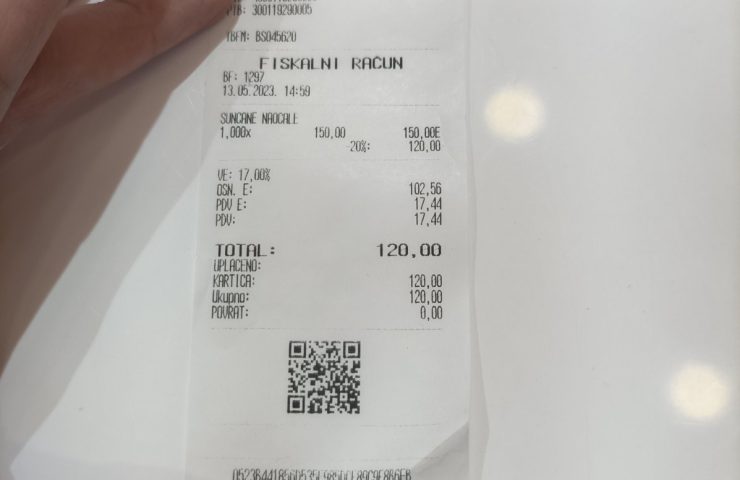 PIB: 300119290005
IBFM: BS045620
FISKALNI RAČUN
BF: 1297
13.05.2023. 14:59
SUNCANE NAOCALE
1,000x 150,00 150,00E
-20%: 120,00
VE: 17,00%
OSN. E: 102,56
PDV E: 17,44
PDV: 17,44
TOTAL: 120,00
UPLAĆENO:
KARTICA: 120,00
Ukupno: 120,00
POVRAT: 0,00